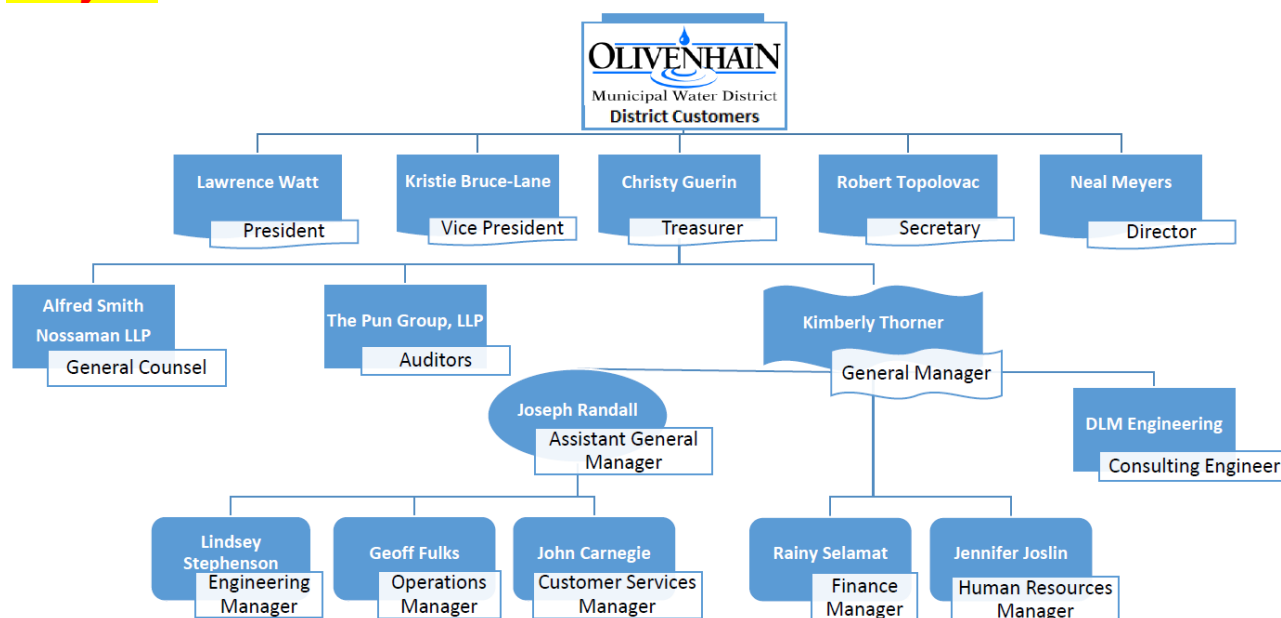 OLIVENHAIN
Municipal Water District
District Customers
Lawrence Watt
President
Kristie Bruce-Lane
Vice President
Christy Guerin
Treasurer
Robert Topolovac
Secretary
Neal Meyers
Director
Alfred Smith
Nossaman LLP
General Counsel
The Pun Group, LLP
Auditors
Kimberly Thorner
General Manager
Joseph Randall
Assistant General
Manager
DLM Engineering
Consulting Engineer
Lindsey
Stephenson
Engineering
Manager
Geoff Fulks
Operations
Manager
John Carnegie
Customer Services
Manager
Rainy Selamat
Finance
Manager
Jennifer Joslin
Human Resources
Manager